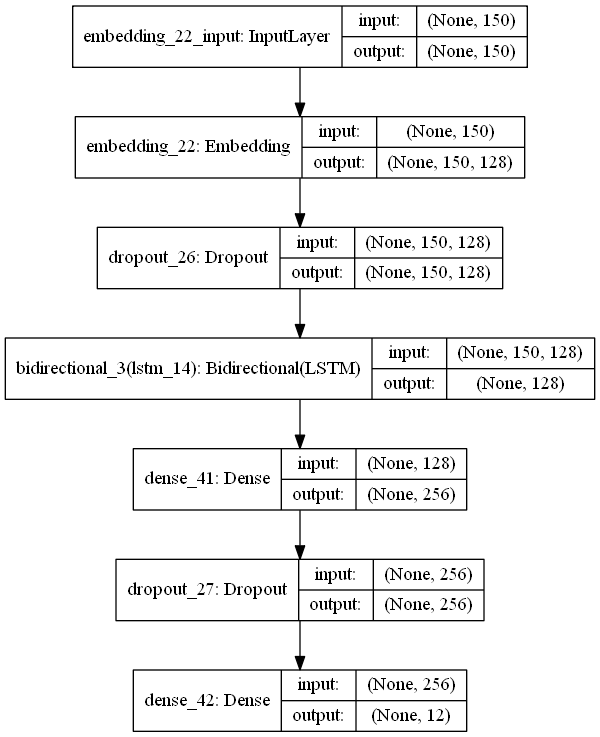 embedding_22_input: InputLayer
input: (None, 150)
output: (None, 150)
embedding_22: Embedding
input: (None, 150)
output: (None, 150, 128)
dropout_26: Dropout
input: (None, 150, 128)
output: (None, 150, 128)
bidirectional_3(lstm_14): Bidirectional(LSTM)
input: (None, 150, 128)
output: (None, 128)
dense_41: Dense
input: (None, 128)
output: (None, 256)
dropout_27: Dropout
input: (None, 256)
output: (None, 256)
dense_42: Dense
input: (None, 256)
output: (None, 12)